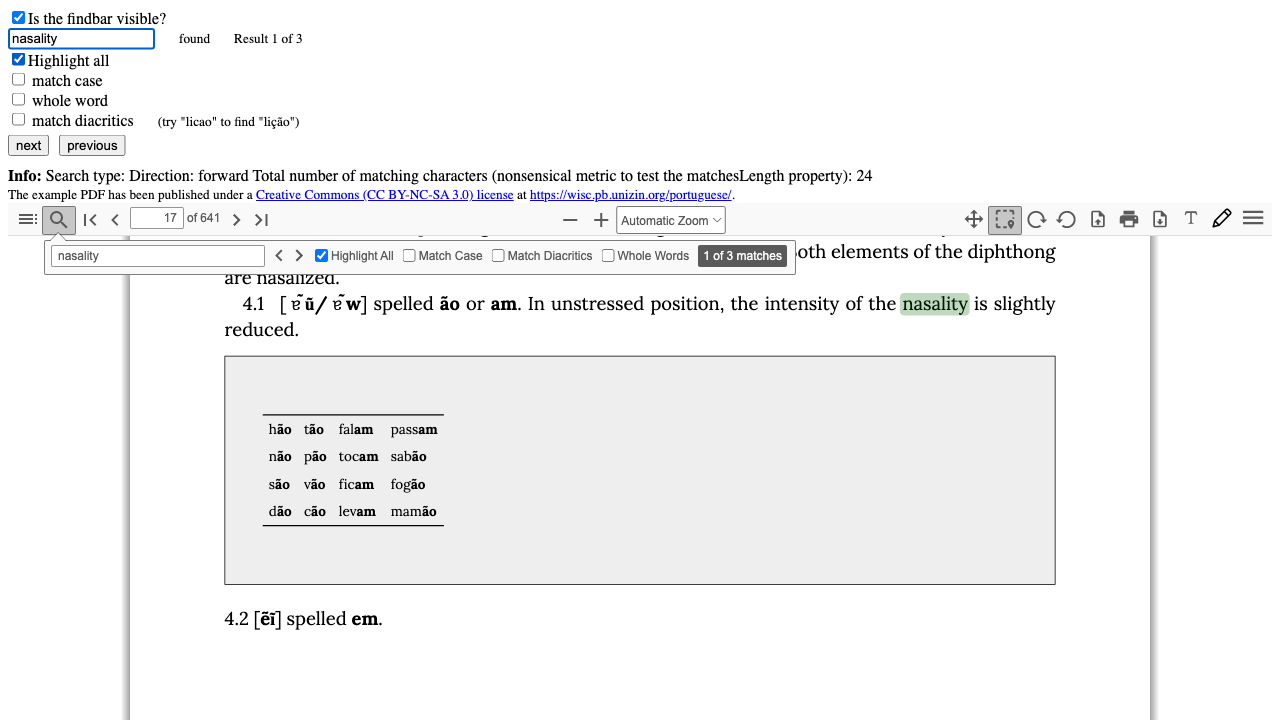 Is the findbar visible?
nasality found Result 1 of 3
Highlight all
match case
whole word
match diacritics (try "licao" to find "lição")
next previous
Info: Search type: Direction: forward Total number of matching characters (nonsensical metric to test the matchesLength property): 24
The example PDF has been published under a Creative Commons (CC BY-NC-SA 3.0) license at https://wisc.pb.unizin.org/portuguese/.
17 of 641 Automatic Zoom T
nasality Highlight All Match Case Match Diacritics Whole Words 1 of 3 matches
both elements of the diphthong
are nasalized.
4.1 [ɐ̃ ũ/ ɐ̃ w] spelled ão or am. In unstressed position, the intensity of the nasality is slightly
reduced.
hão tão falam passam
não pão tocam sabão
são vão ficam fogão
dão cão levam mamão
4.2 [ẽĩ] spelled em.